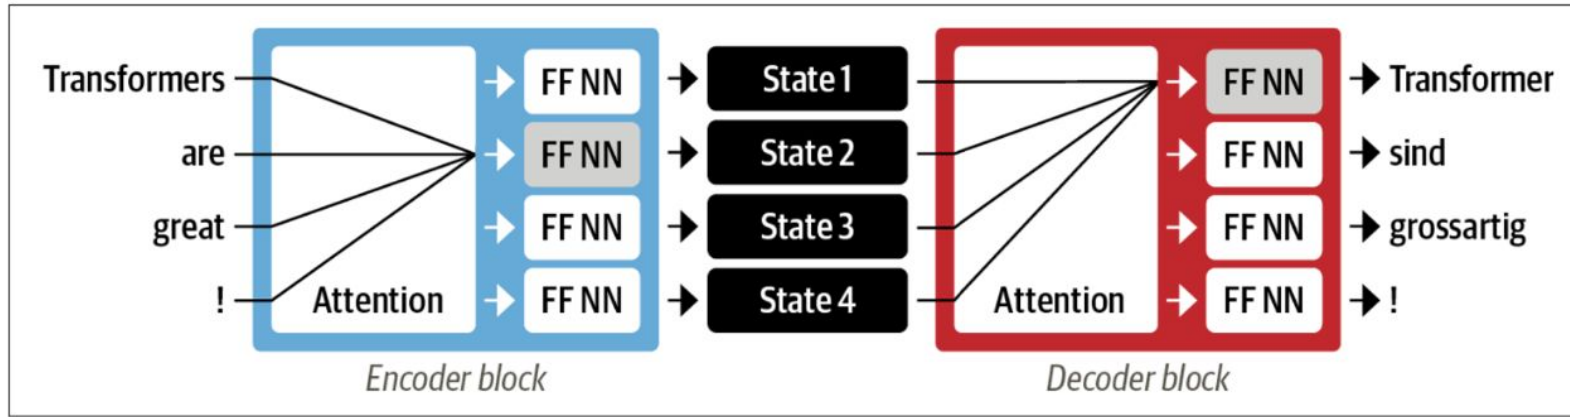 Transformers FF NN State 1 FF NN Transformer
are FF NN State 2 FF NN sind
great FF NN State 3 FF NN grossartig
! Attention FF NN State 4 Attention FF NN !
Encoder block Decoder block